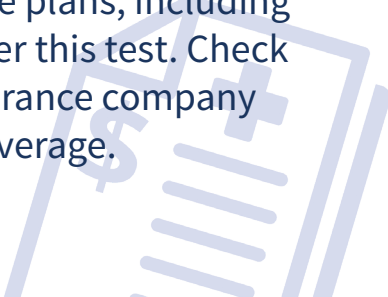 e plans, including
er this test. Check
rance company
verage.
$